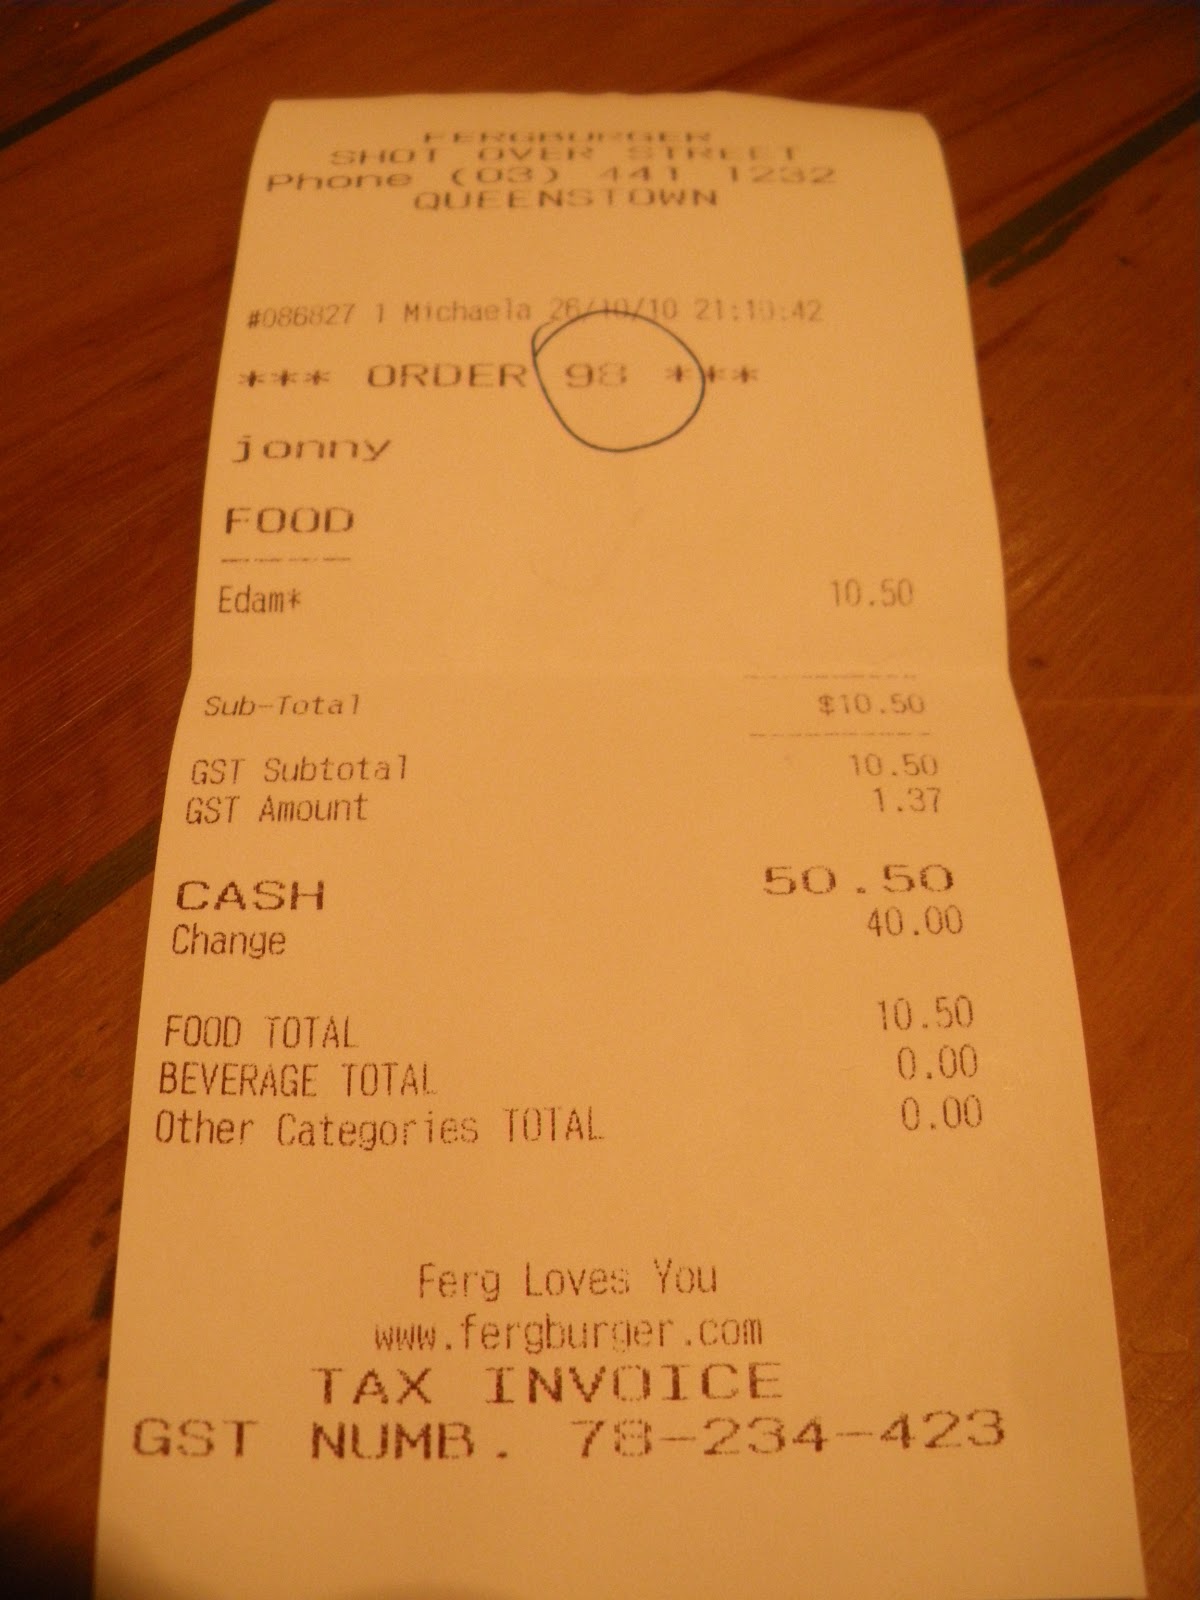 FERGBURGER
SHOT OVER STREET
Phone (03) 441 1232
QUEENSTOWN
#086827 1 Michaela 26/10/10 21:10:42
*** ORDER 98 ***
jonny
FOOD
Edam* 10.50
Sub-Total $10.50
GST Subtotal 10.50
GST Amount 1.37
CASH 50.50
Change 40.00
FOOD TOTAL 10.50
BEVERAGE TOTAL 0.00
Other Categories TOTAL 0.00
Ferg Loves You
www.fergburger.com
TAX INVOICE
GST NUMB. 78-234-423